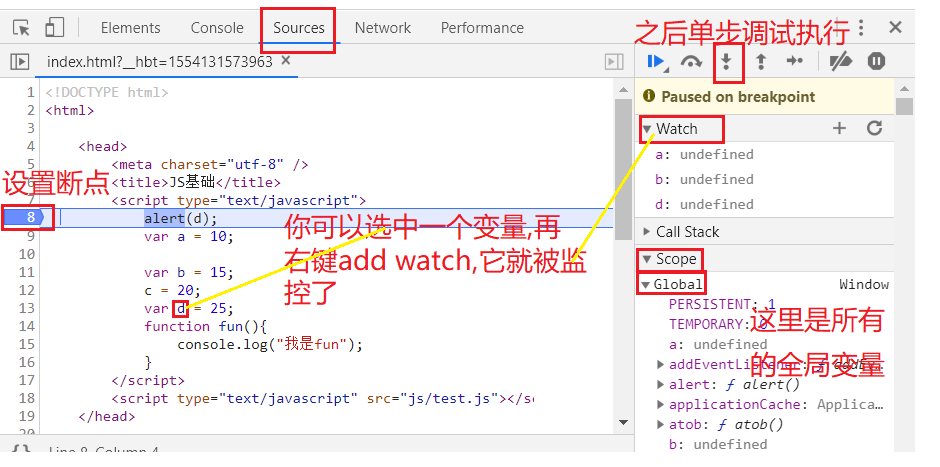 Elements Console Sources Network Performance
之后单步调试执行
index.html?__hbt=1554131573963
Paused on breakpoint
1 <!DOCTYPE html>
2 <html>
3
4 <head>
5 <meta charset="utf-8" />
6 <title>JS基础</title>
7 <script type="text/javascript">
8 alert(d);
9 var a = 10;
10
11 var b = 15;
12 c = 20;
13 var d = 25;
14 function fun(){
15 console.log("我是fun");
16 }
17 </script>
18 <script type="text/javascript" src="js/test.js"></s
19 </head>
设置断点
你可以选中一个变量,再
右键add watch,它就被监
控了
Watch
a: undefined
b: undefined
d: undefined
Call Stack
Scope
Global Window
PERSISTENT: 1
TEMPORARY: 0
a: undefined
addEventListener: ƒ addEv…
alert: ƒ alert()
applicationCache: Applica…
atob: ƒ atob()
b: undefined
这里是所有
的全局变量
{} Line 8, Column 4